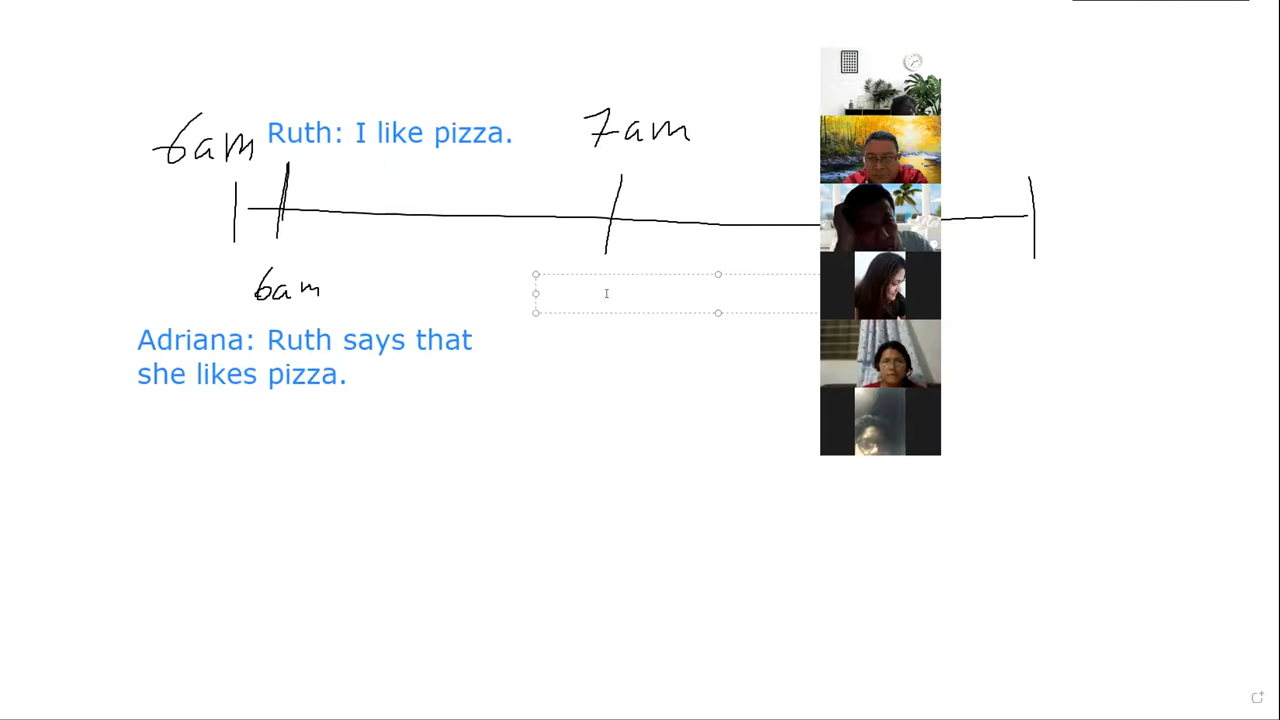 6am
Ruth: I like pizza.
7am
6am
Adriana: Ruth says that
she likes pizza.